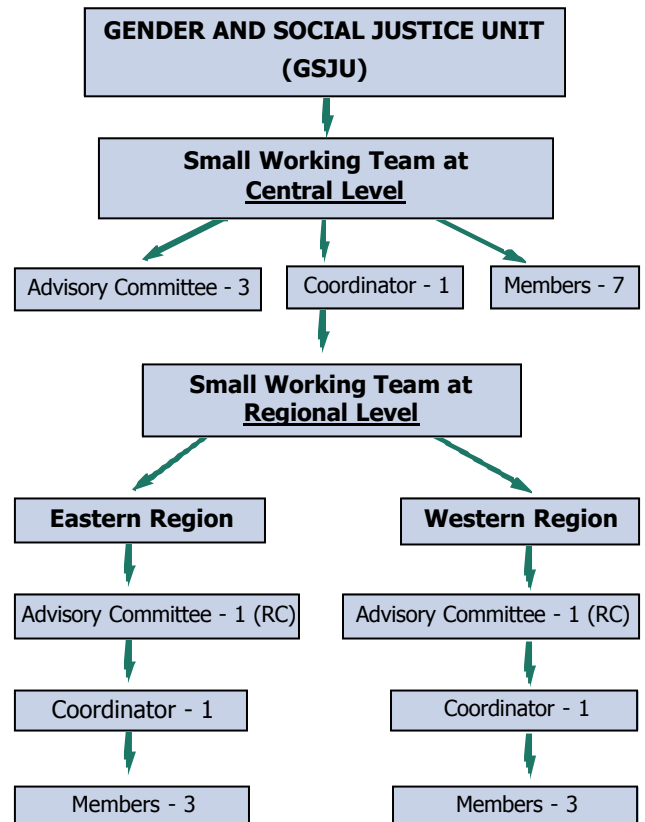 GENDER AND SOCIAL JUSTICE UNIT
(GSJU)
Small Working Team at
Central Level
Advisory Committee - 3
Coordinator - 1
Members - 7
Small Working Team at
Regional Level
Eastern Region
Western Region
Advisory Committee - 1 (RC)
Advisory Committee - 1 (RC)
Coordinator - 1
Coordinator - 1
Members - 3
Members - 3